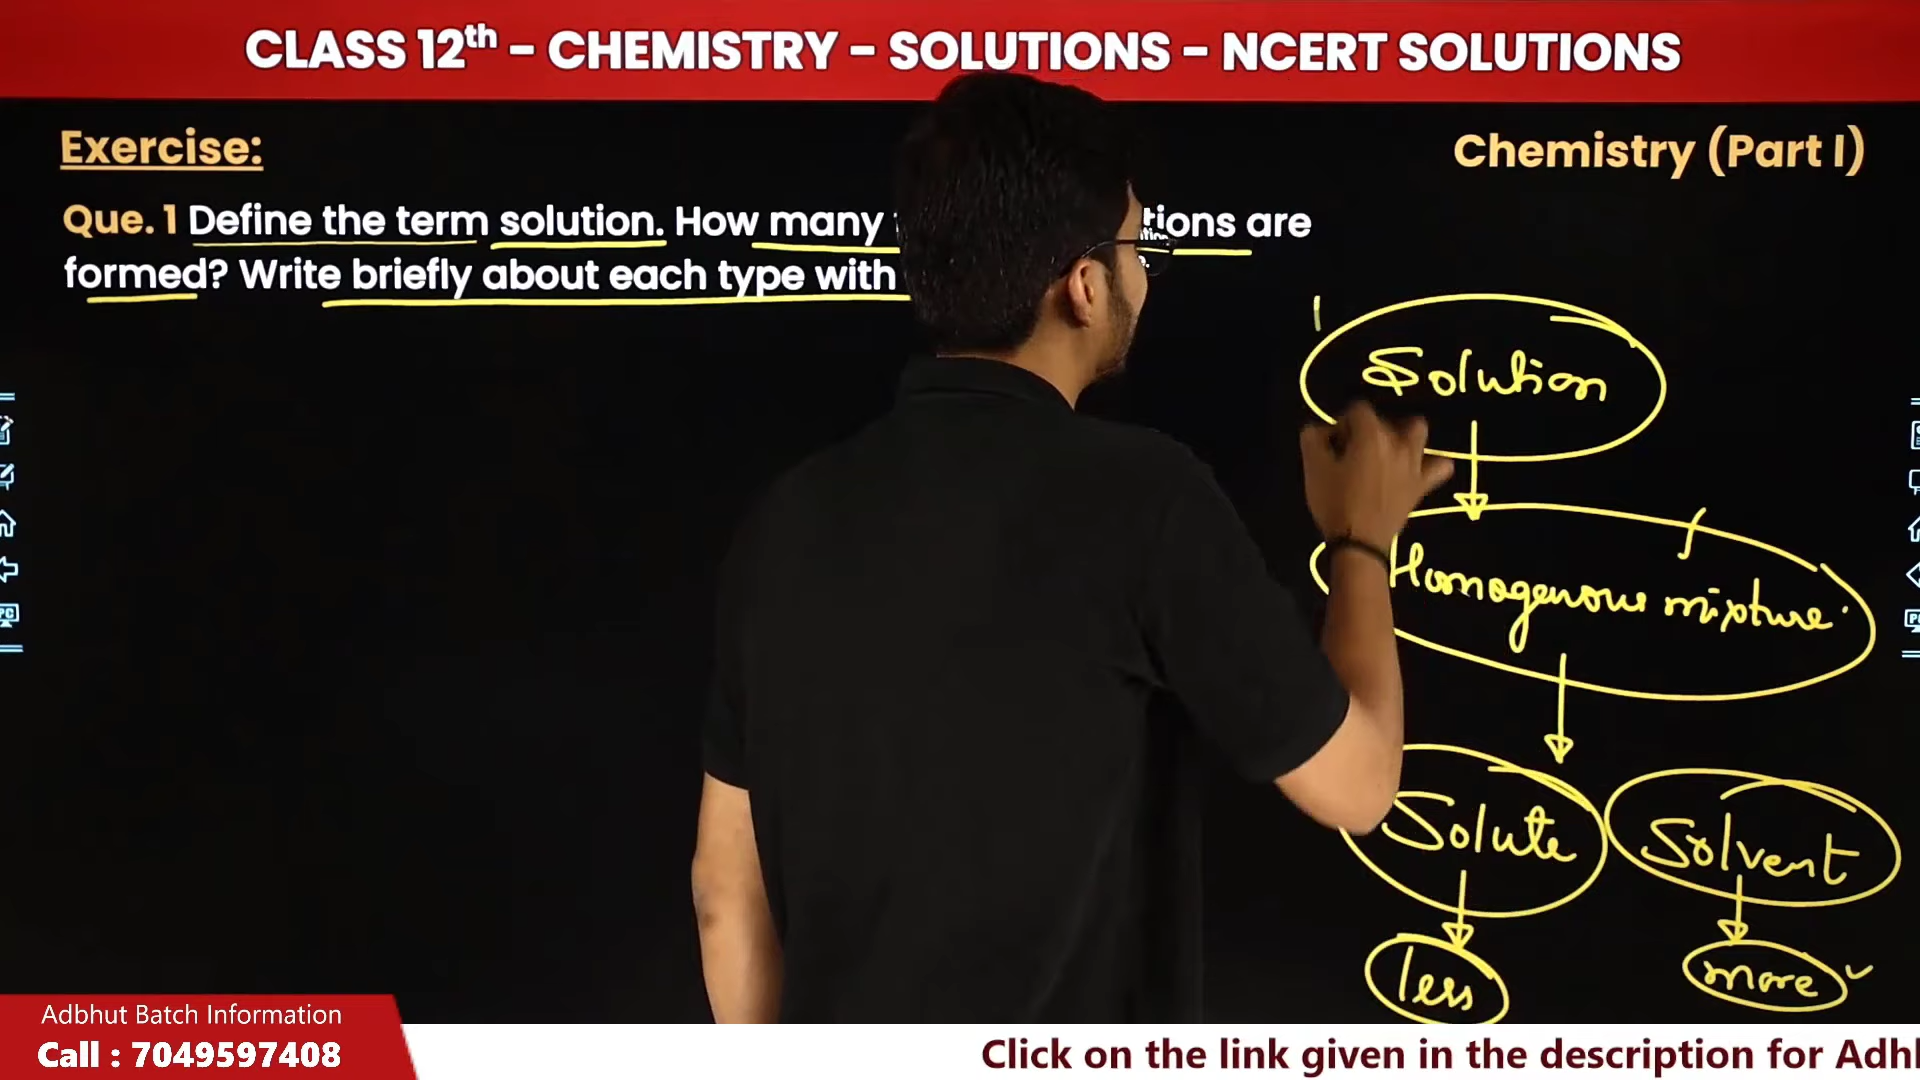 CLASS 12th - CHEMISTRY - SOLUTIONS - NCERT SOLUTIONS
Exercise:
Chemistry (Part I)
Que. 1 Define the term solution. How many tions are
formed? Write briefly about each type with
Solution
Homogenous mixture
Solute
Solvent
less
more
Adbhut Batch Information
Call : 7049597408
Click on the link given in the description for Adh